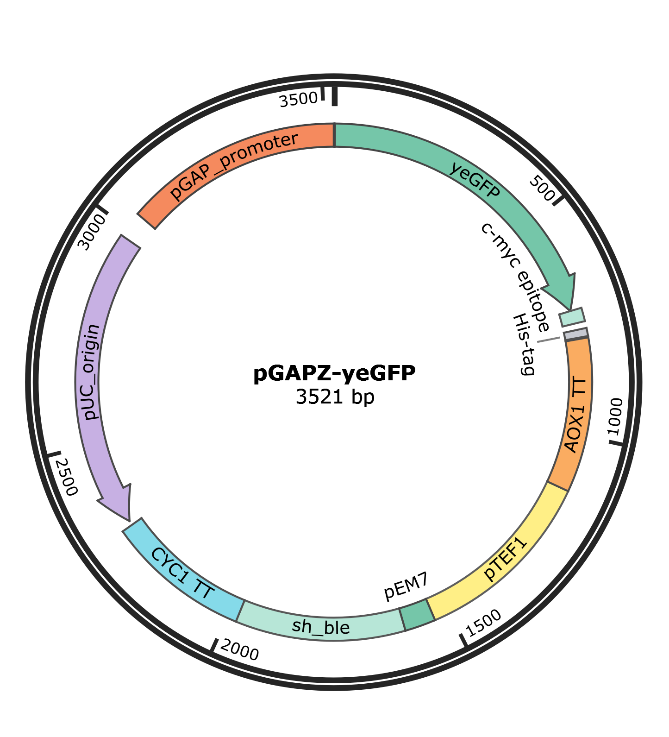 3500
pGAP_promoter
yeGFP
500
c-myc epitope
3000
His-tag
pUC_origin
pGAPZ-yeGFP
3521 bp
AOX1 TT
1000
2500
CYC1 TT
pEM7
pTEF1
sh_ble
1500
2000